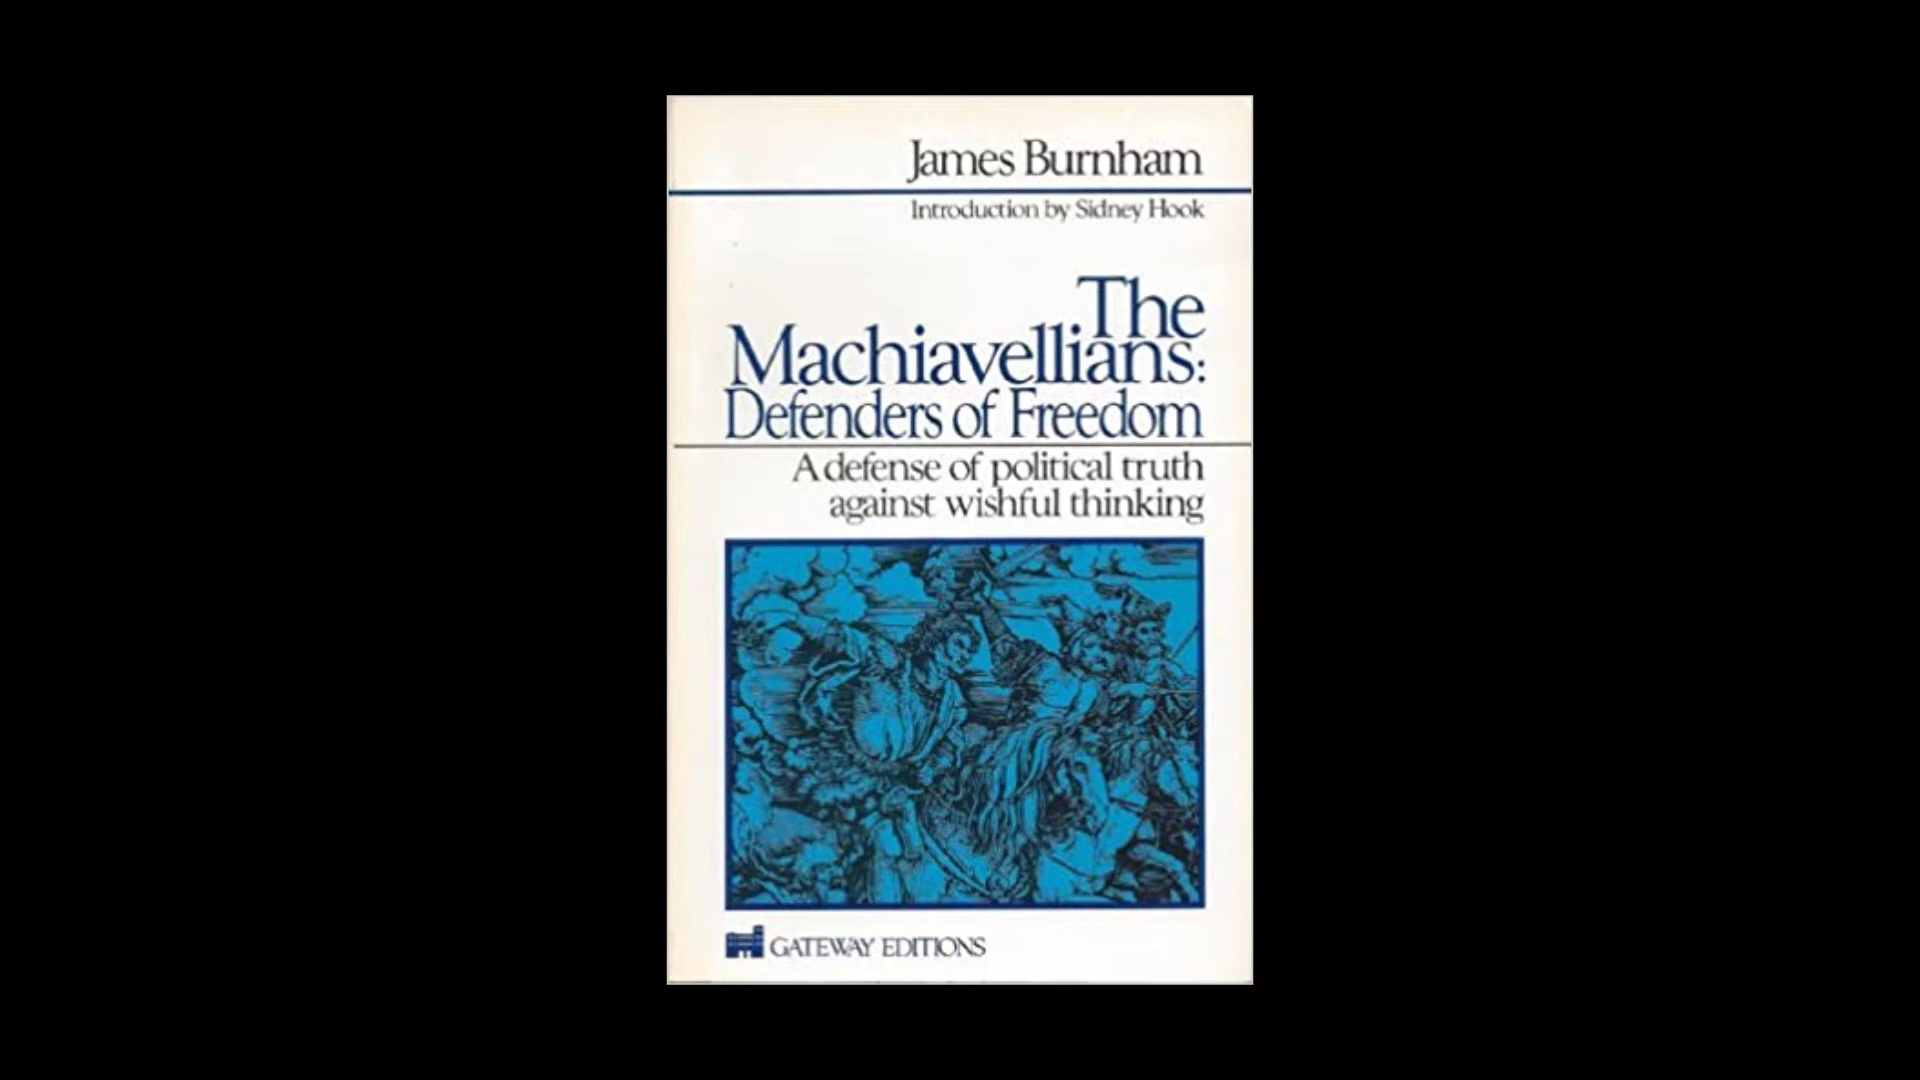 James Burnham
Introduction by Sidney Hook
The
Machiavellians:
Defenders of Freedom
A defense of political truth
against wishful thinking
GATEWAY EDITIONS